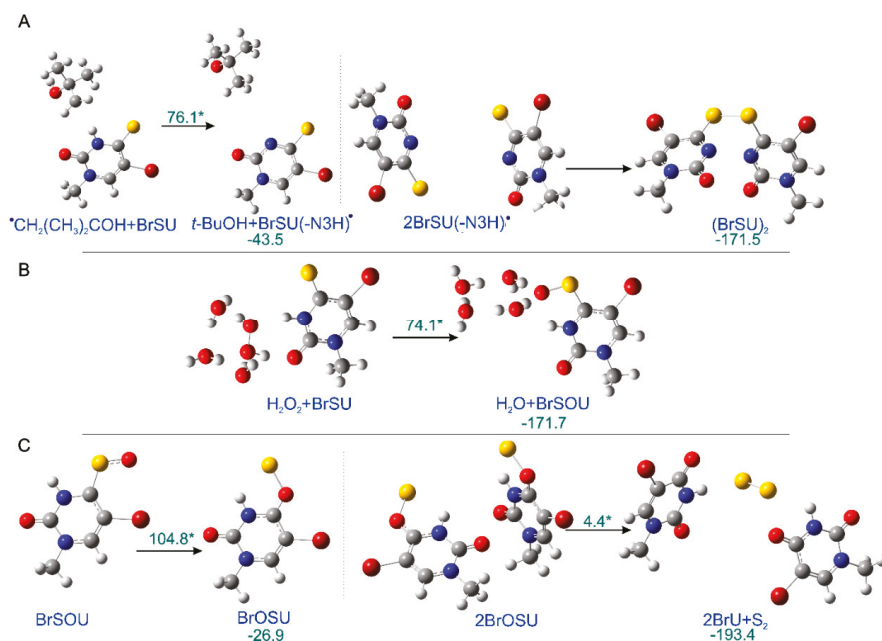 A
76.1*
•CH₂(CH₃)₂COH+BrSU
t-BuOH+BrSU(-N3H)•
-43.5
2BrSU(-N3H)•
(BrSU)₂
-171.5
B
74.1*
H₂O₂+BrSU
H₂O+BrSOU
-171.7
C
104.8*
BrSOU
BrOSU
-26.9
4.4*
2BrOSU
2BrU+S₂
-193.4